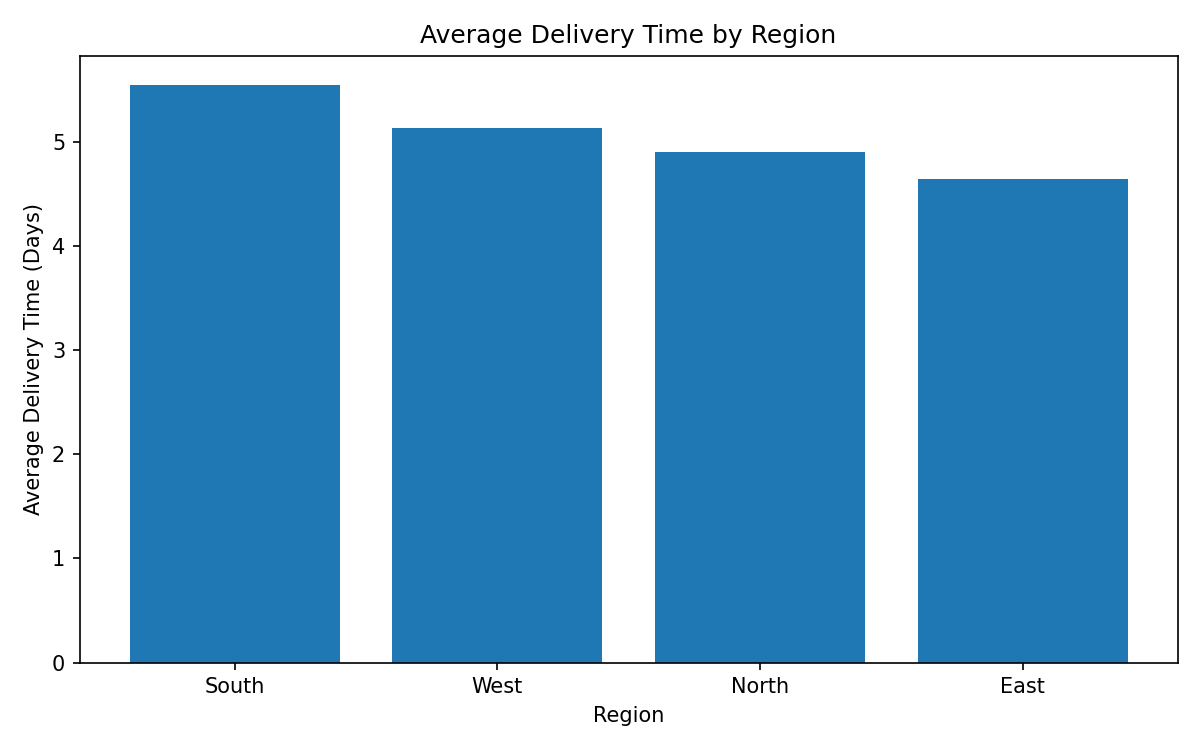 Average Delivery Time by Region
Average Delivery Time (Days)
5
4
3
2
1
0
South
West
North
East
Region